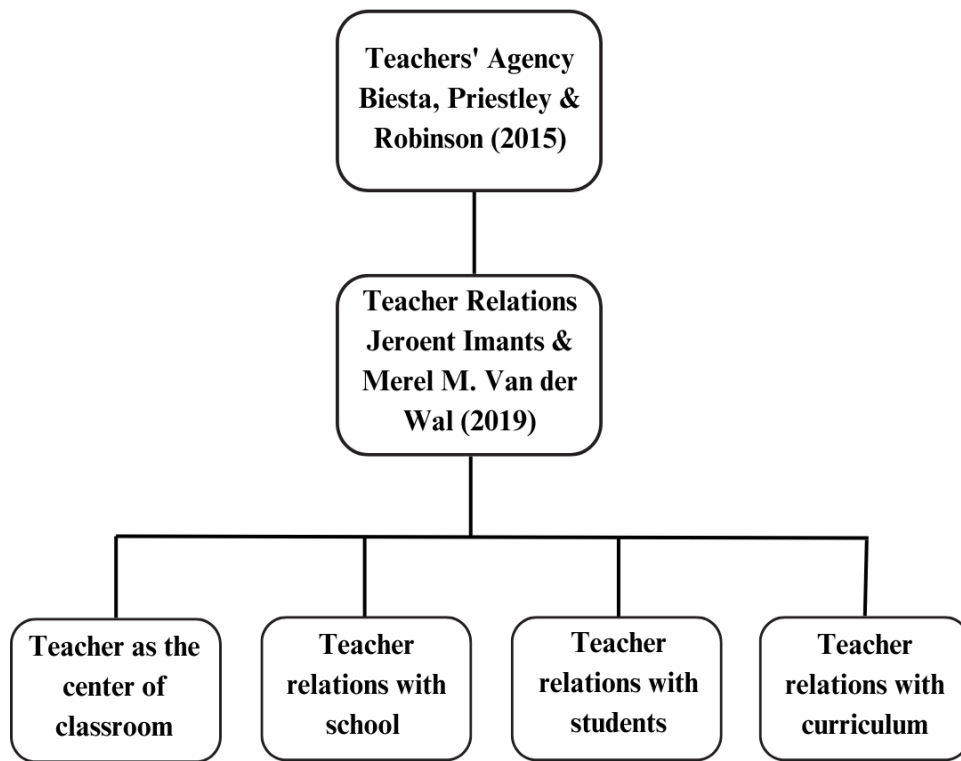 Teachers' Agency
Biesta, Priestley &
Robinson (2015)
Teacher Relations
Jeroent Imants &
Merel M. Van der
Wal (2019)
Teacher as the
center of
classroom
Teacher
relations with
school
Teacher
relations with
students
Teacher
relations with
curriculum